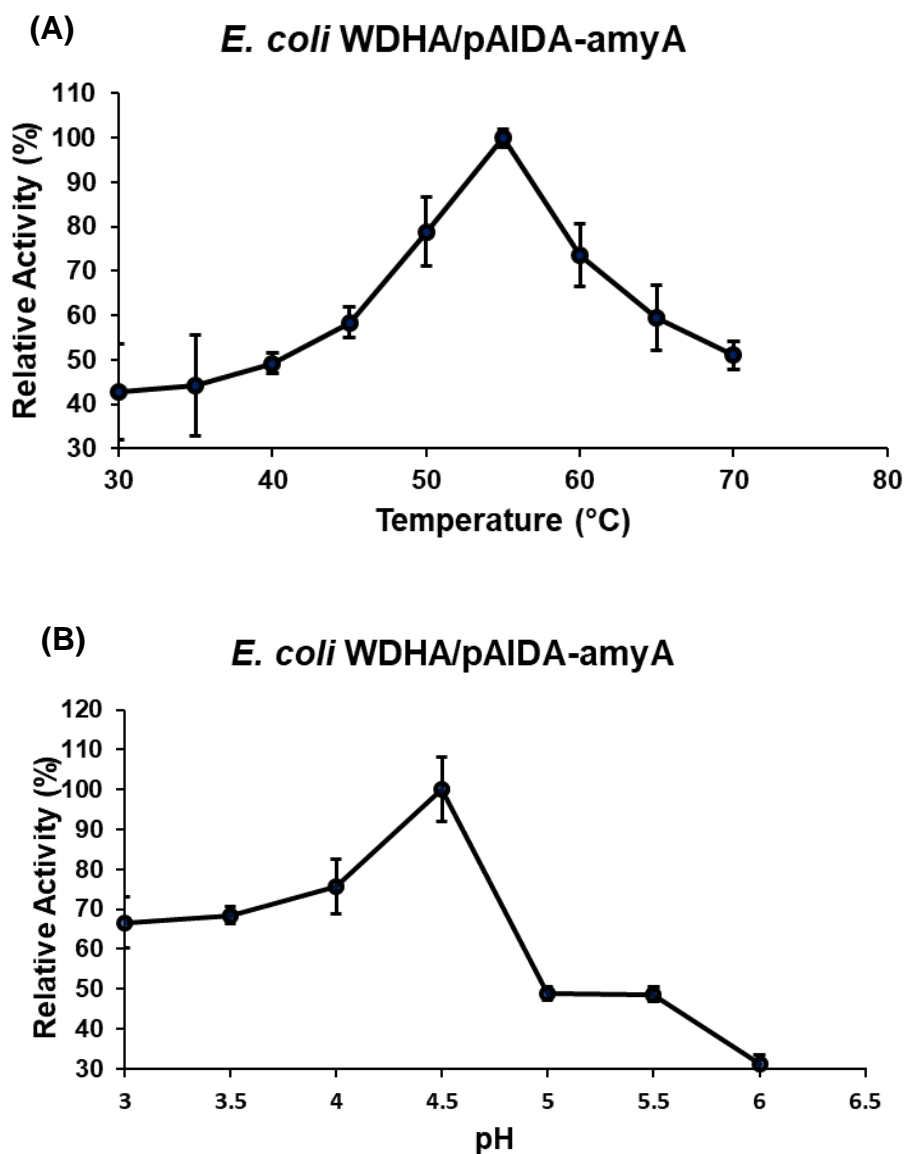 (A)
E. coli WDHA/pAIDA-amyA
110
100
90
80
70
60
50
40
30
Relative Activity (%)
30 40 50 60 70 80
Temperature (°C)
(B)
E. coli WDHA/pAIDA-amyA
120
110
100
90
80
70
60
50
40
30
Relative Activity (%)
3 3.5 4 4.5 5 5.5 6 6.5
pH